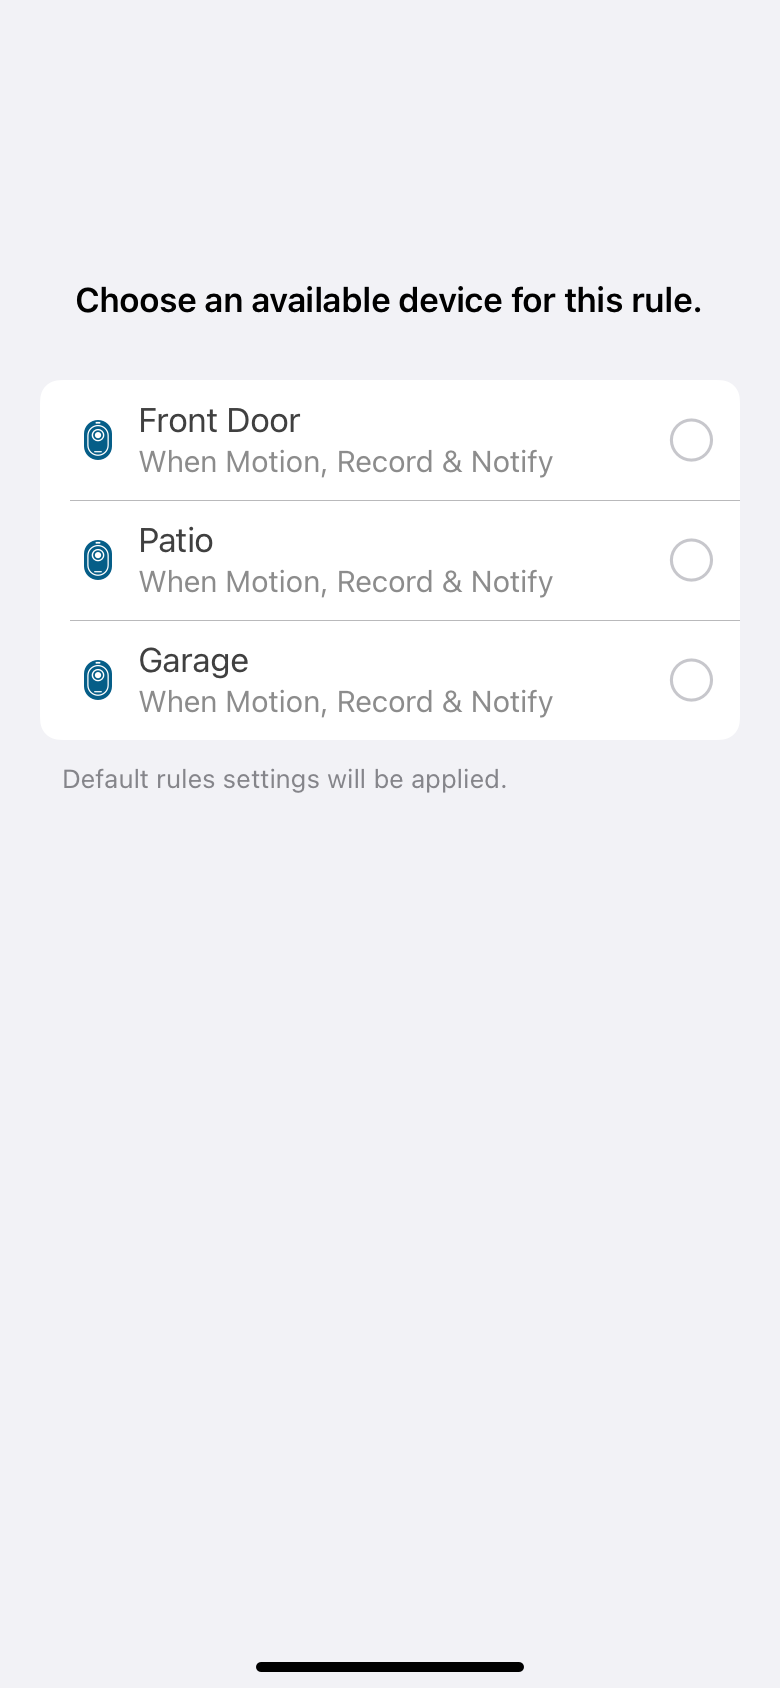 Choose an available device for this rule.
Front Door
When Motion, Record & Notify
Patio
When Motion, Record & Notify
Garage
When Motion, Record & Notify
Default rules settings will be applied.